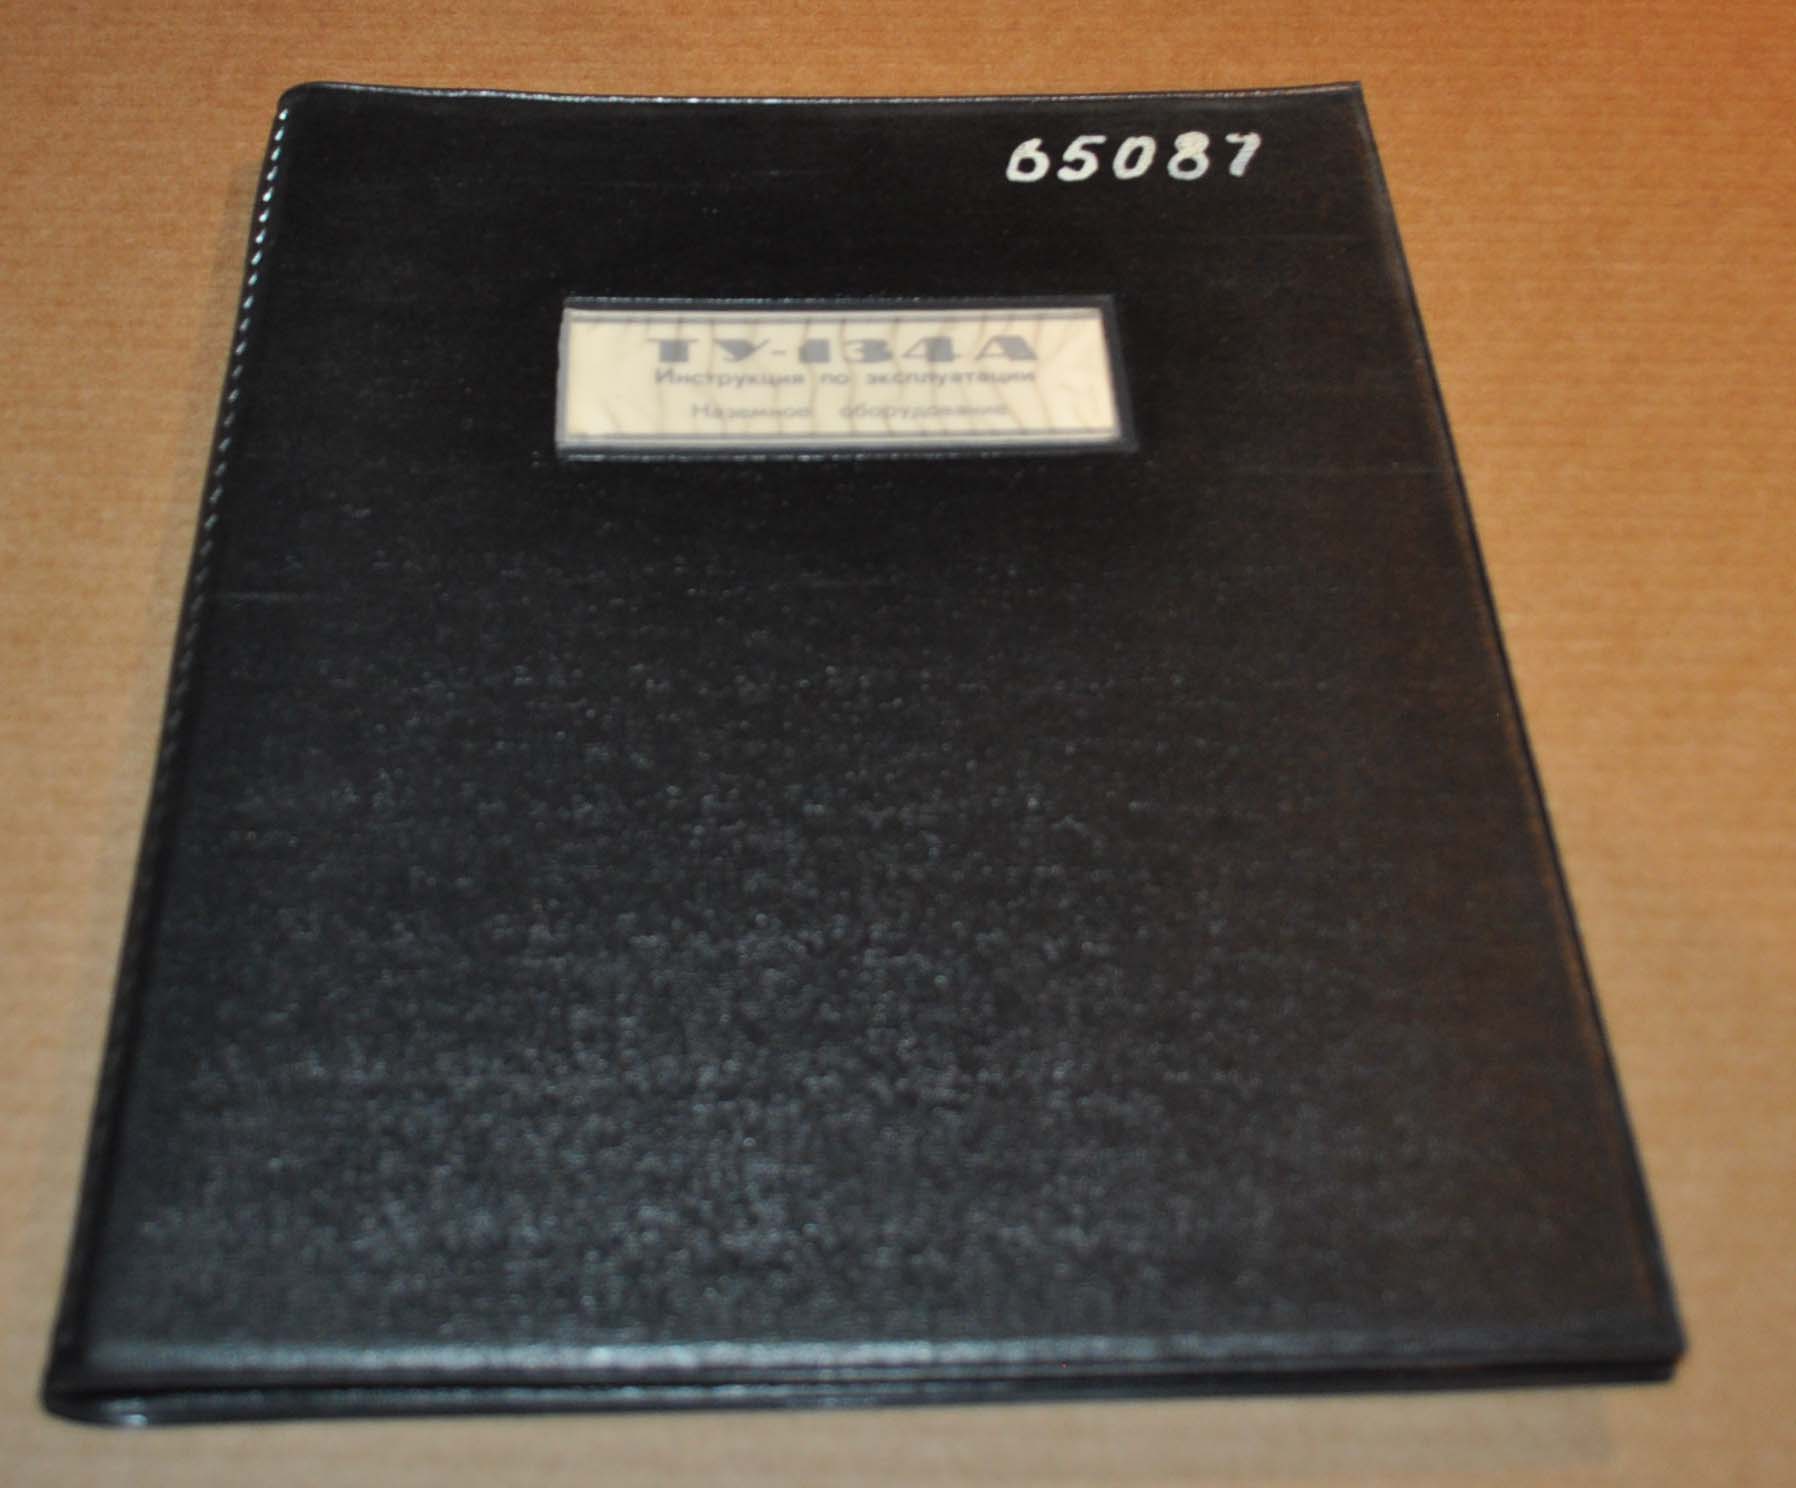 65087
ТУ-134А
Инструкция по эксплуатации
Наземное оборудование